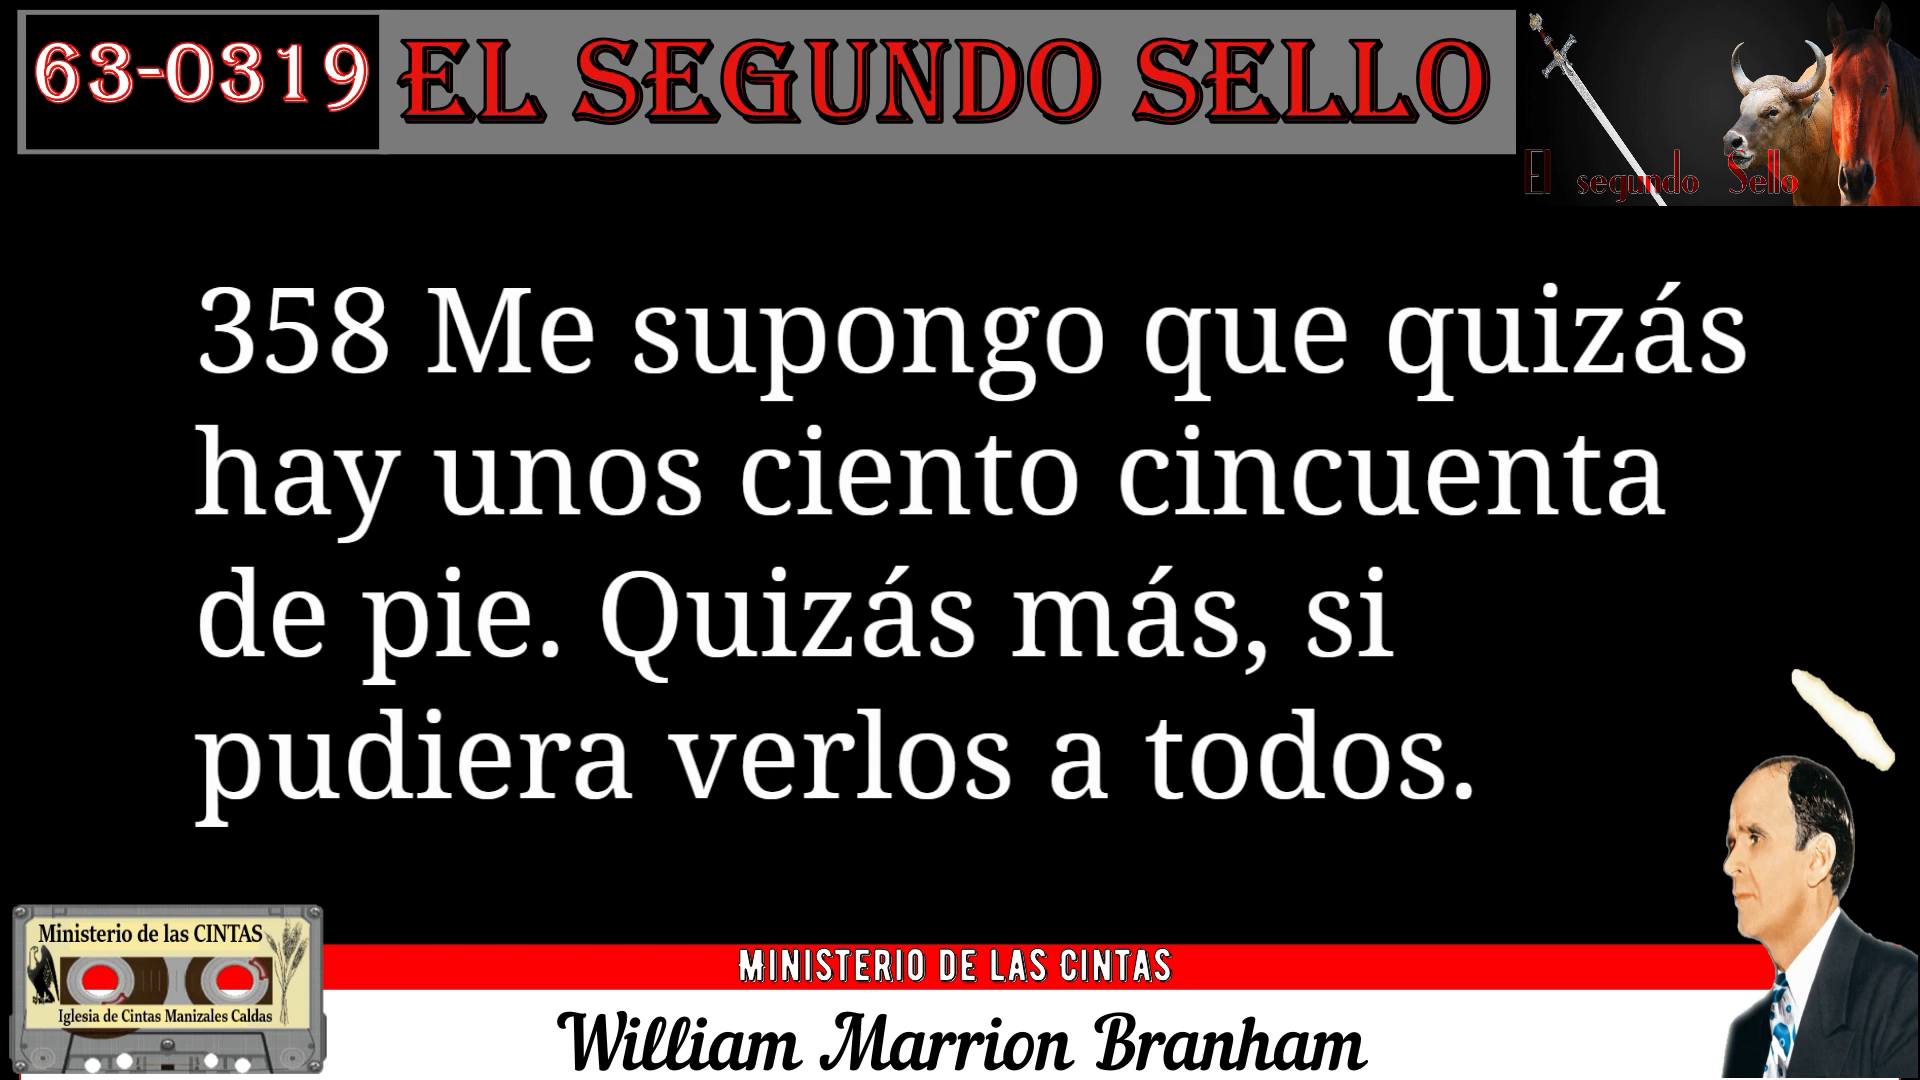 63-0319 EL SEGUNDO SELLO
El segundo Sello
358 Me supongo que quizás
hay unos ciento cincuenta
de pie. Quizás más, si
pudiera verlos a todos.
Ministerio de las CINTAS
Iglesia de Cintas Manizales Caldas
MINISTERIO DE LAS CINTAS
William Marrion Branham